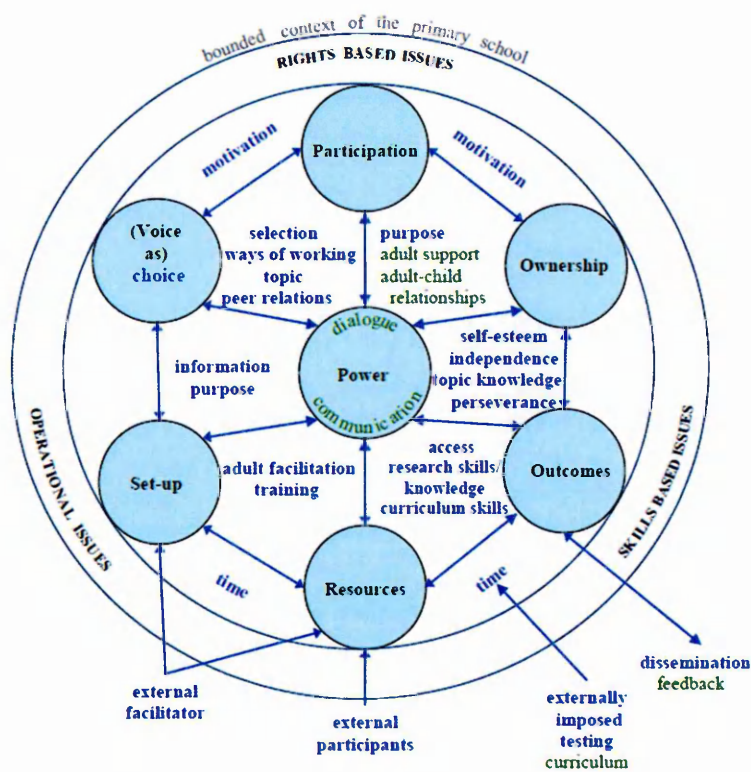 bounded context of the primary school
RIGHTS BASED ISSUES
motivation
Participation
motivation
(Voice
as)
choice
selection
ways of working
topic
peer relations
purpose
adult support
adult-child
relationships
Ownership
dialogue
Power
communication
information
purpose
self-esteem
independence
topic knowledge
perseverance
OPERATIONAL ISSUES
Set-up
adult facilitation
training
access
research skills/
knowledge
curriculum skills
Outcomes
SKILLS BASED ISSUES
time
Resources
time
external
facilitator
external
participants
externally
imposed
testing
curriculum
dissemination
feedback